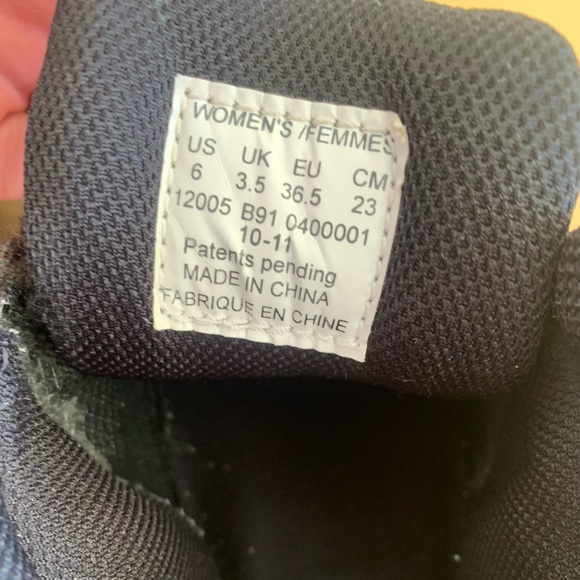 WOMEN'S /FEMMES
US UK EU CM
6 3.5 36.5 23
12005 B91 0400001
10-11
Patents pending
MADE IN CHINA
FABRIQUE EN CHINE